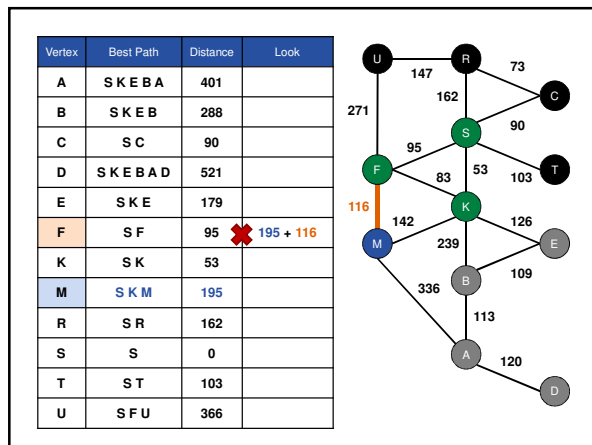 Vertex Best Path Distance Look
A S K E B A 401
B S K E B 288
C S C 90
D S K E B A D 521
E S K E 179
F S F 95 195 + 116
K S K 53
M S K M 195
R S R 162
S S 0
T S T 103
U S F U 366
U R
147 73
C
271 162
90
S
95
F 83 53 103 T
K
116 142 126
M E
239
109
336 B
113
A
120
D